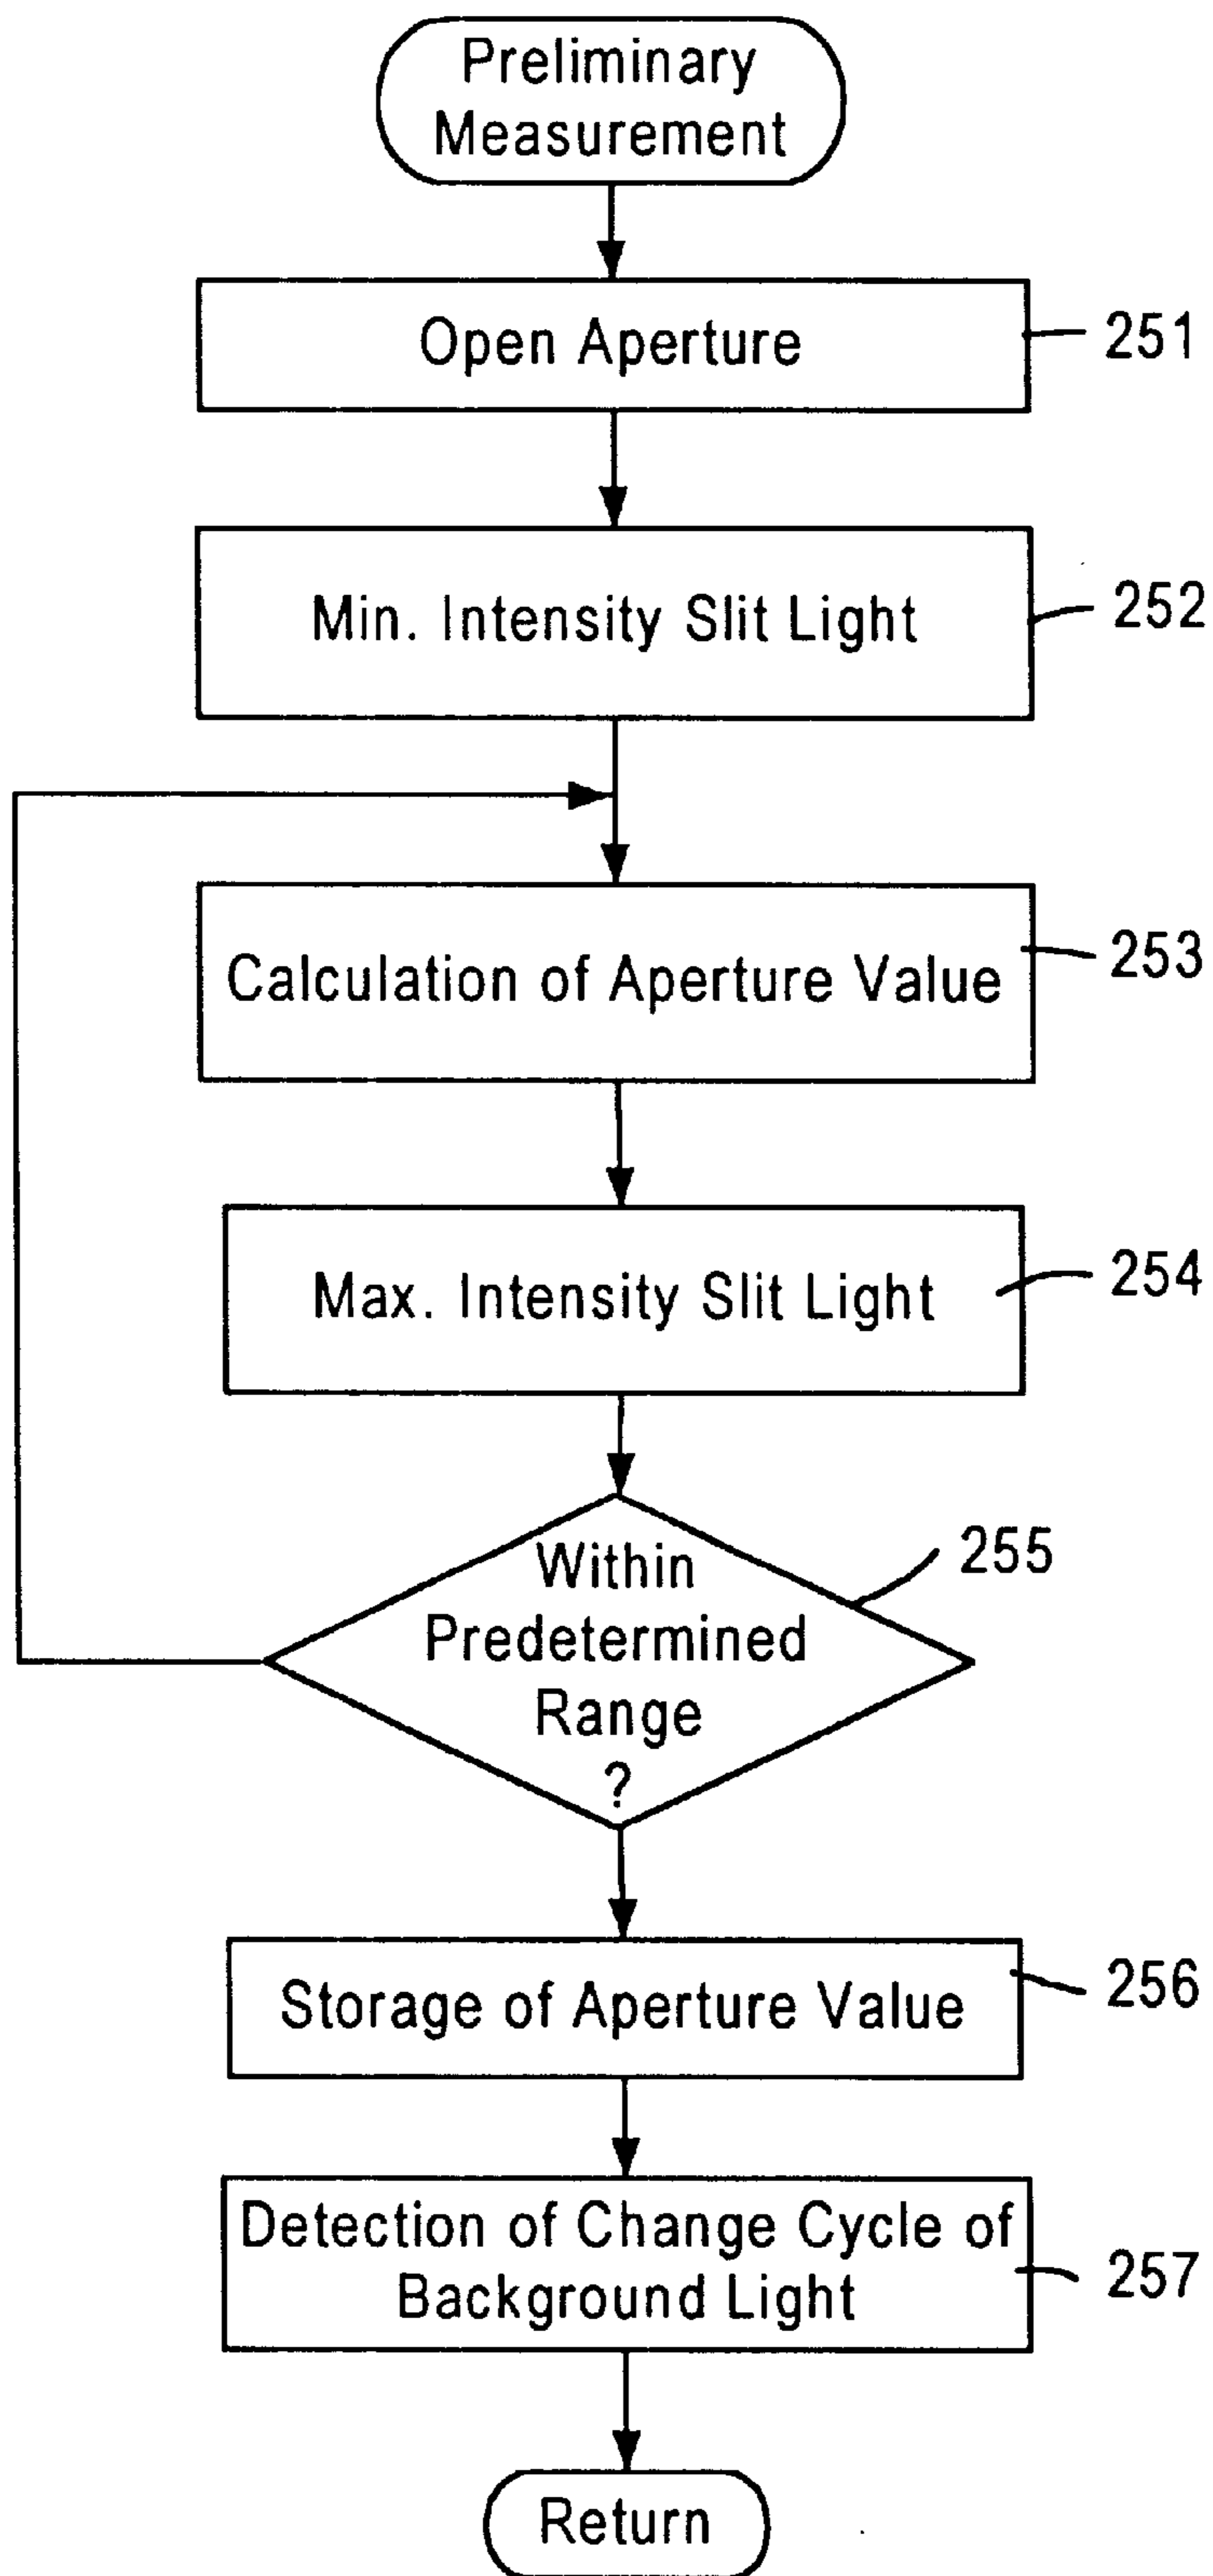 Preliminary
Measurement
Open Aperture
251
Min. Intensity Slit Light
252
Calculation of Aperture Value
253
Max. Intensity Slit Light
254
Within
Predetermined
Range
?
255
Storage of Aperture Value
256
Detection of Change Cycle of
Background Light
257
Return